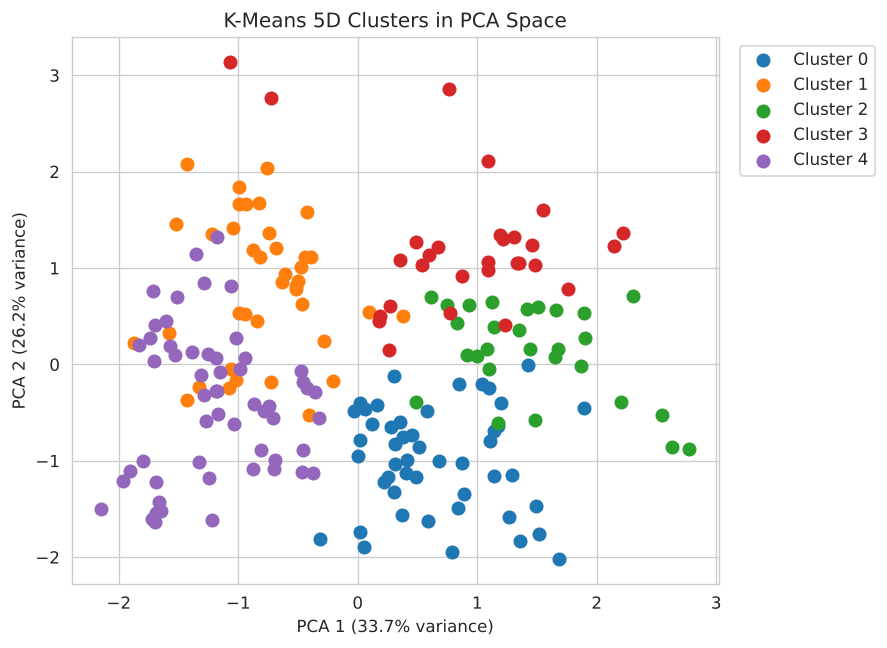 K-Means 5D Clusters in PCA Space
Cluster 0
Cluster 1
Cluster 2
Cluster 3
Cluster 4
PCA 2 (26.2% variance)
3
2
1
0
−1
−2
−2
−1
0
1
2
3
PCA 1 (33.7% variance)